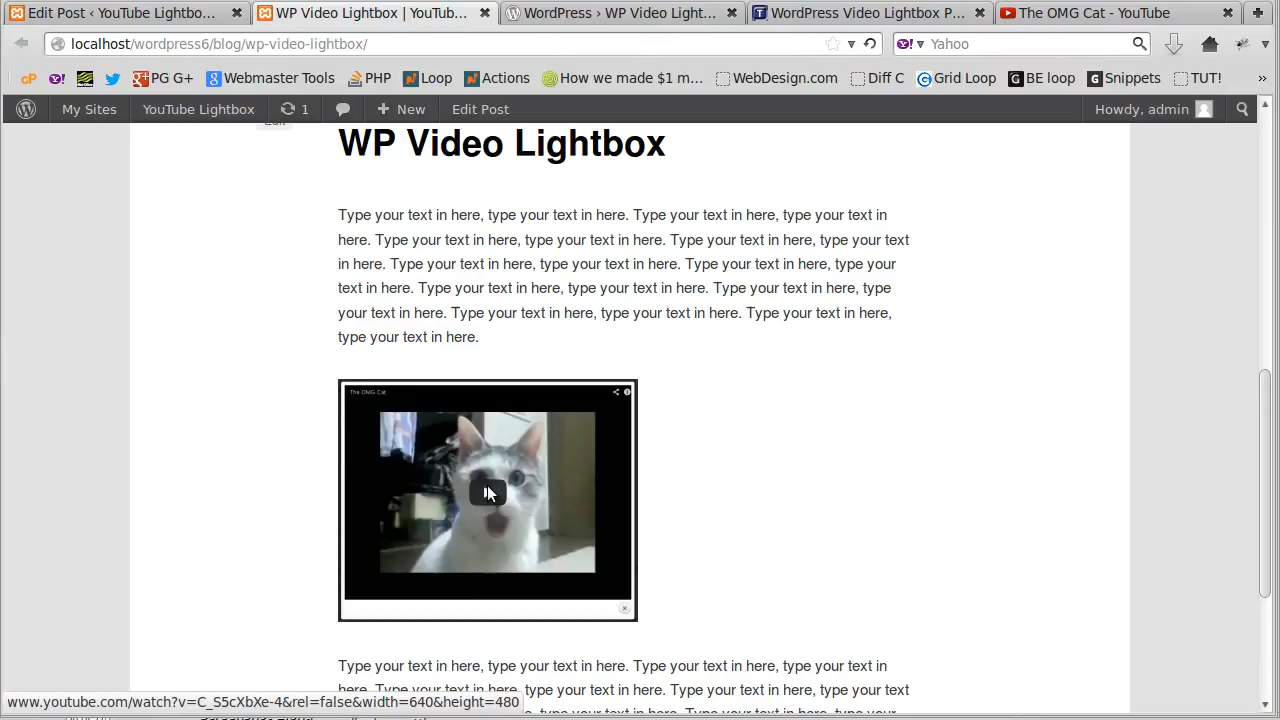 Edit Post ‹ YouTube Lightbo...
WP Video Lightbox | YouTub...
WordPress › WP Video Light...
WordPress Video Lightbox P...
The OMG Cat - YouTube
localhost/wordpress6/blog/wp-video-lightbox/
Yahoo
cP
PG G+
Webmaster Tools
PHP
Loop
Actions
How we made $1 m...
WebDesign.com
Diff C
Grid Loop
BE loop
Snippets
TUT!
My Sites
YouTube Lightbox
1
New
Edit Post
Howdy, admin
Edit
WP Video Lightbox
Type your text in here, type your text in here. Type your text in here, type your text in
here. Type your text in here, type your text in here. Type your text in here, type your text
in here. Type your text in here, type your text in here. Type your text in here, type your
text in here. Type your text in here, type your text in here. Type your text in here, type
your text in here. Type your text in here, type your text in here. Type your text in here,
type your text in here.
The OMG Cat
Type your text in here, type your text in here. Type your text in here, type your text in
here. Type your text in here, type your text in here. Type your text in here, type your text
www.youtube.com/watch?v=C_S5cXbXe-4&rel=false&width=640&height=480